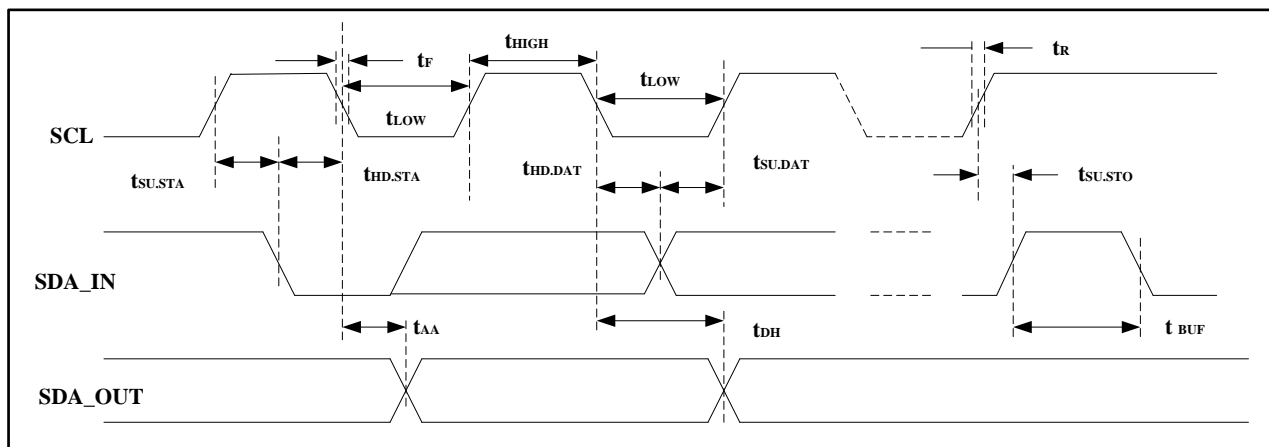 tHIGH
tF
tR
tLOW
tLOW
SCL
tSU.STA
tHD.STA
tHD.DAT
tSU.DAT
tSU.STO
SDA_IN
tAA
tDH
t BUF
SDA_OUT